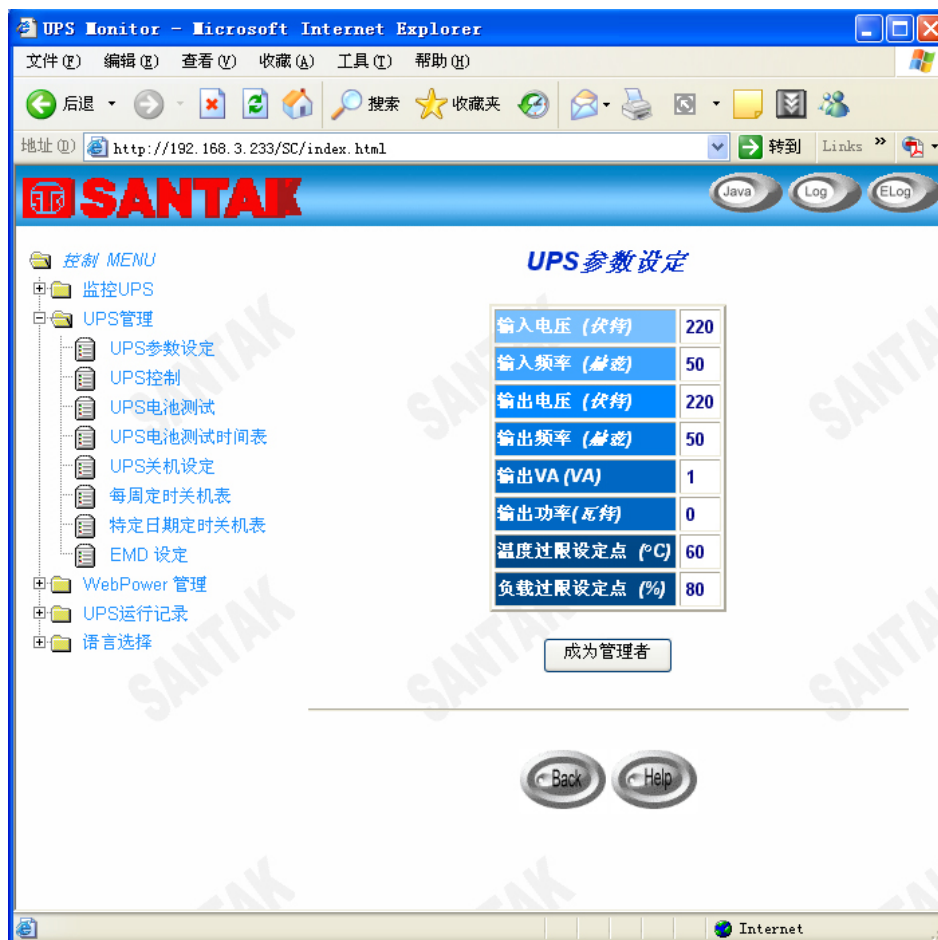 UPS Monitor - Microsoft Internet Explorer
文件(F) 编辑(E) 查看(V) 收藏(A) 工具(T) 帮助(H)
后退 搜索 收藏夹
地址(D) http://192.168.3.233/SC/index.html 转到 Links »
SANTAK Java Log ELog
控制 MENU
监控UPS
UPS管理
UPS参数设定
UPS控制
UPS电池测试
UPS电池测试时间表
UPS关机设定
每周定时关机表
特定日期定时关机表
EMD 设定
WebPower 管理
UPS运行记录
语言选择
UPS参数设定
输入电压 (伏特) 220
输入频率 (赫兹) 50
输出电压 (伏特) 220
输出频率 (赫兹) 50
输出VA (VA) 1
输出功率(瓦特) 0
温度过限设定点 (°C) 60
负载过限设定点 (%) 80
成为管理者
Back Help
SANTAK
SANTAK
SANTAK
SANTAK
SANTAK
SANTAK
SANTAK
SANTAK
SANTAK
Internet